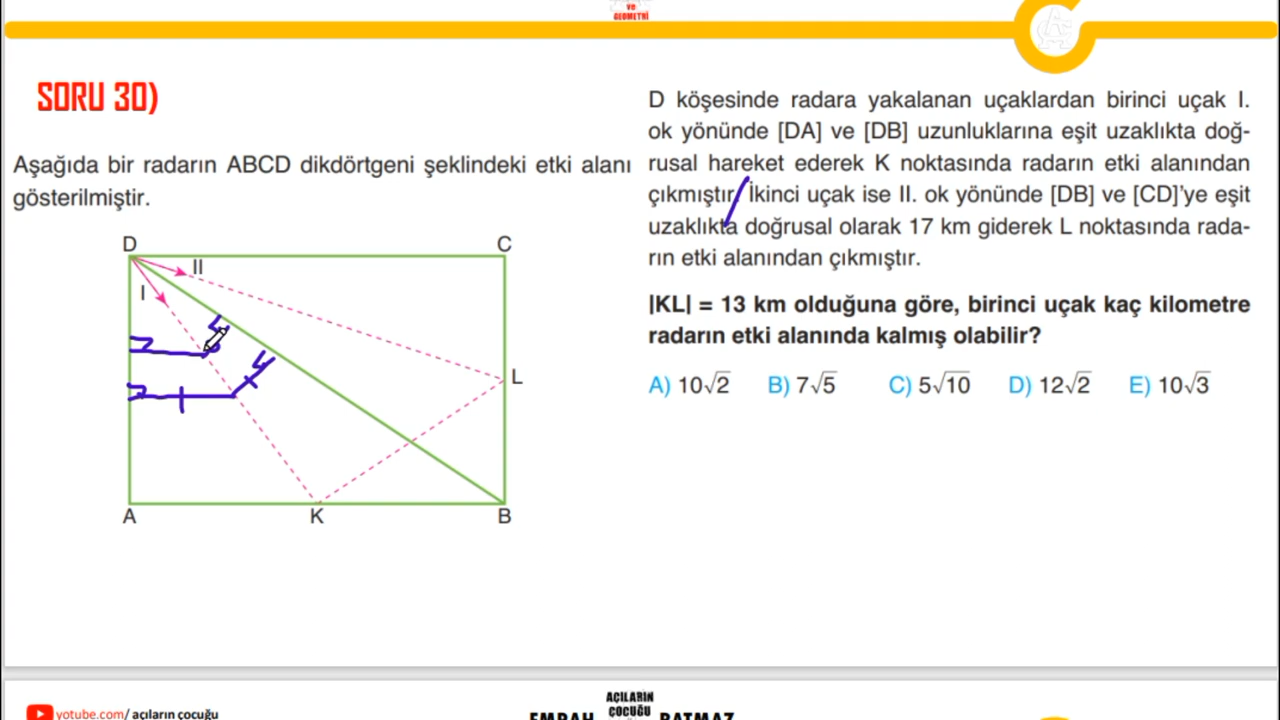 VE
GEOMETRİ
SORU 30)
Aşağıda bir radarın ABCD dikdörtgeni şeklindeki etki alanı
gösterilmiştir.
D
C
II
I
L
A
K
B
D köşesinde radara yakalanan uçaklardan birinci uçak I.
ok yönünde [DA] ve [DB] uzunluklarına eşit uzaklıkta doğ-
rusal hareket ederek K noktasında radarın etki alanından
çıkmıştır. İkinci uçak ise II. ok yönünde [DB] ve [CD]'ye eşit
uzaklıkta doğrusal olarak 17 km giderek L noktasında rada-
rın etki alanından çıkmıştır.
|KL| = 13 km olduğuna göre, birinci uçak kaç kilometre
radarın etki alanında kalmış olabilir?
A) 10√2 B) 7√5 C) 5√10 D) 12√2 E) 10√3
yotube.com/ açıların çocuğu
AÇILARIN
ÇOCUĞU
EMRAH BATMAZ